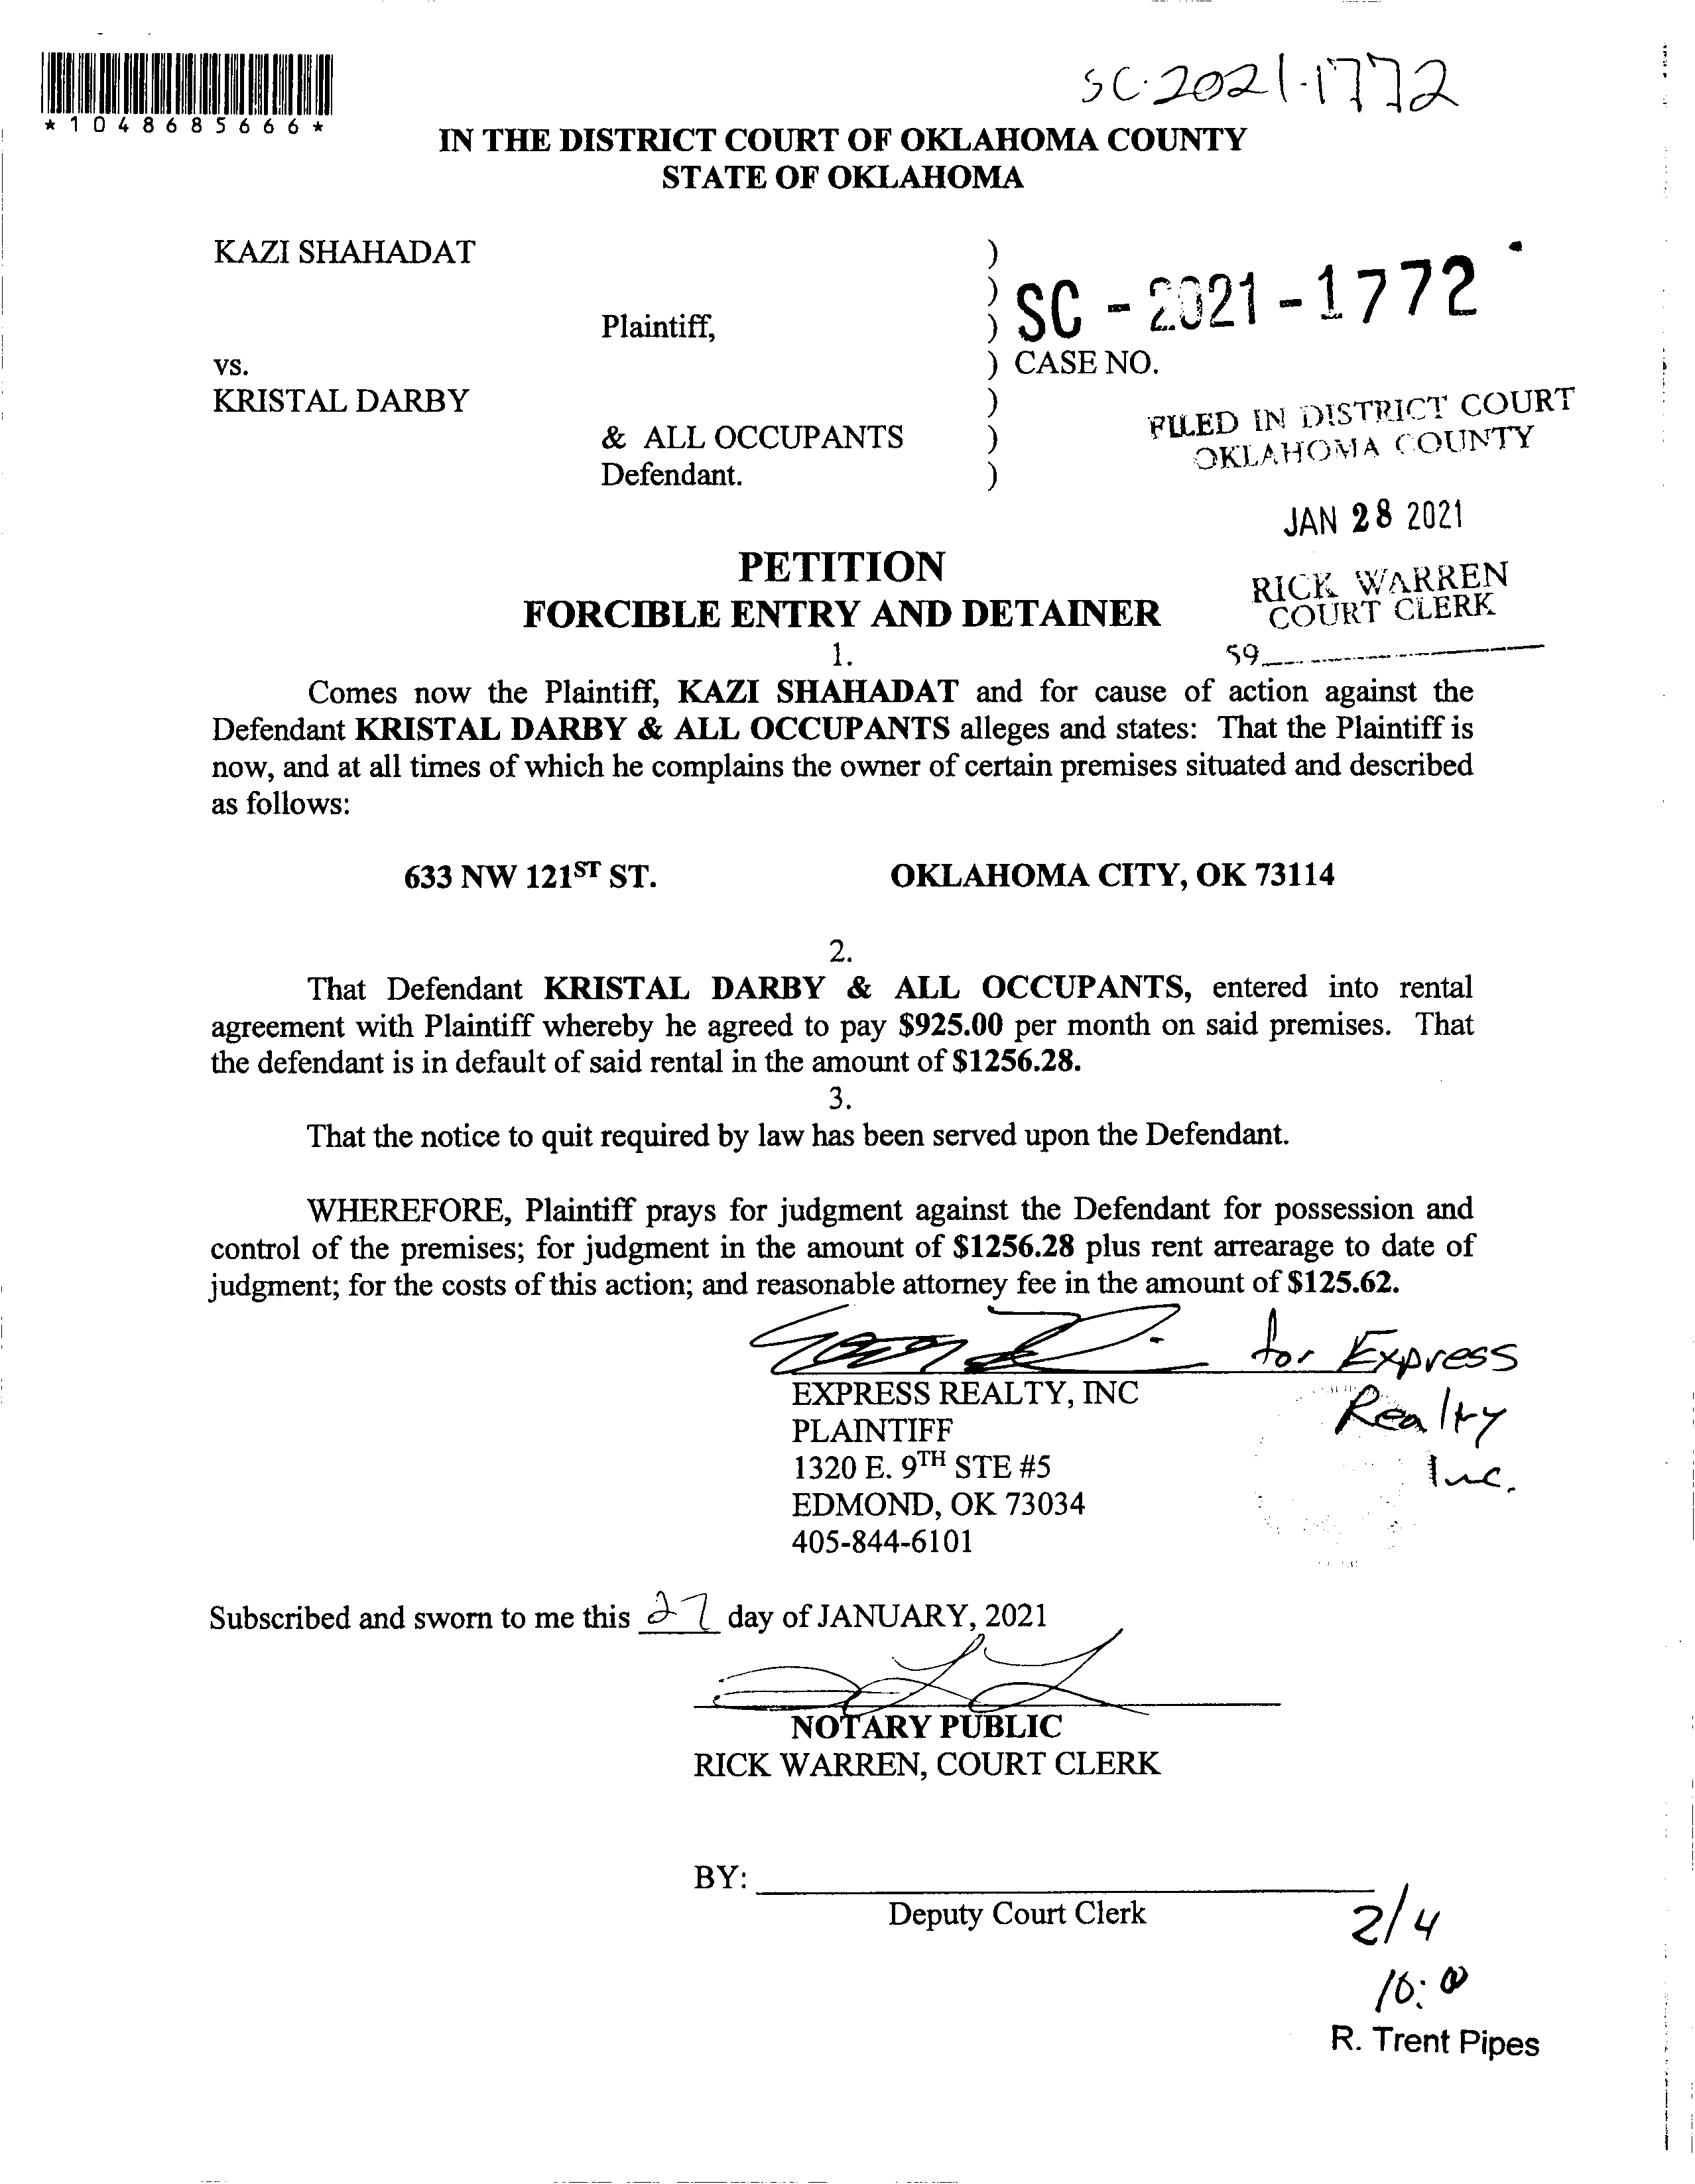 SC-2021-1772
*1048685666*
IN THE DISTRICT COURT OF OKLAHOMA COUNTY
STATE OF OKLAHOMA
KAZI SHAHADAT )
)
SC - 2021 - 1772
Plaintiff, )
vs. ) CASE NO.
KRISTAL DARBY )
FILED IN DISTRICT COURT
& ALL OCCUPANTS )
OKLAHOMA COUNTY
Defendant. )
JAN 28 2021
PETITION
RICK WARREN
FORCIBLE ENTRY AND DETAINER
COURT CLERK
1.
59
Comes now the Plaintiff, KAZI SHAHADAT and for cause of action against the
Defendant KRISTAL DARBY & ALL OCCUPANTS alleges and states: That the Plaintiff is
now, and at all times of which he complains the owner of certain premises situated and described
as follows:
633 NW 121ST ST. OKLAHOMA CITY, OK 73114
2.
That Defendant KRISTAL DARBY & ALL OCCUPANTS, entered into rental
agreement with Plaintiff whereby he agreed to pay $925.00 per month on said premises. That
the defendant is in default of said rental in the amount of $1256.28.
3.
That the notice to quit required by law has been served upon the Defendant.
WHEREFORE, Plaintiff prays for judgment against the Defendant for possession and
control of the premises; for judgment in the amount of $1256.28 plus rent arrearage to date of
judgment; for the costs of this action; and reasonable attorney fee in the amount of $125.62.
for Express
Realty
Inc.
EXPRESS REALTY, INC
PLAINTIFF
1320 E. 9TH STE #5
EDMOND, OK 73034
405-844-6101
Subscribed and sworn to me this 27 day of JANUARY, 2021
NOTARY PUBLIC
RICK WARREN, COURT CLERK
BY:
Deputy Court Clerk
2/4
10:00
R. Trent Pipes